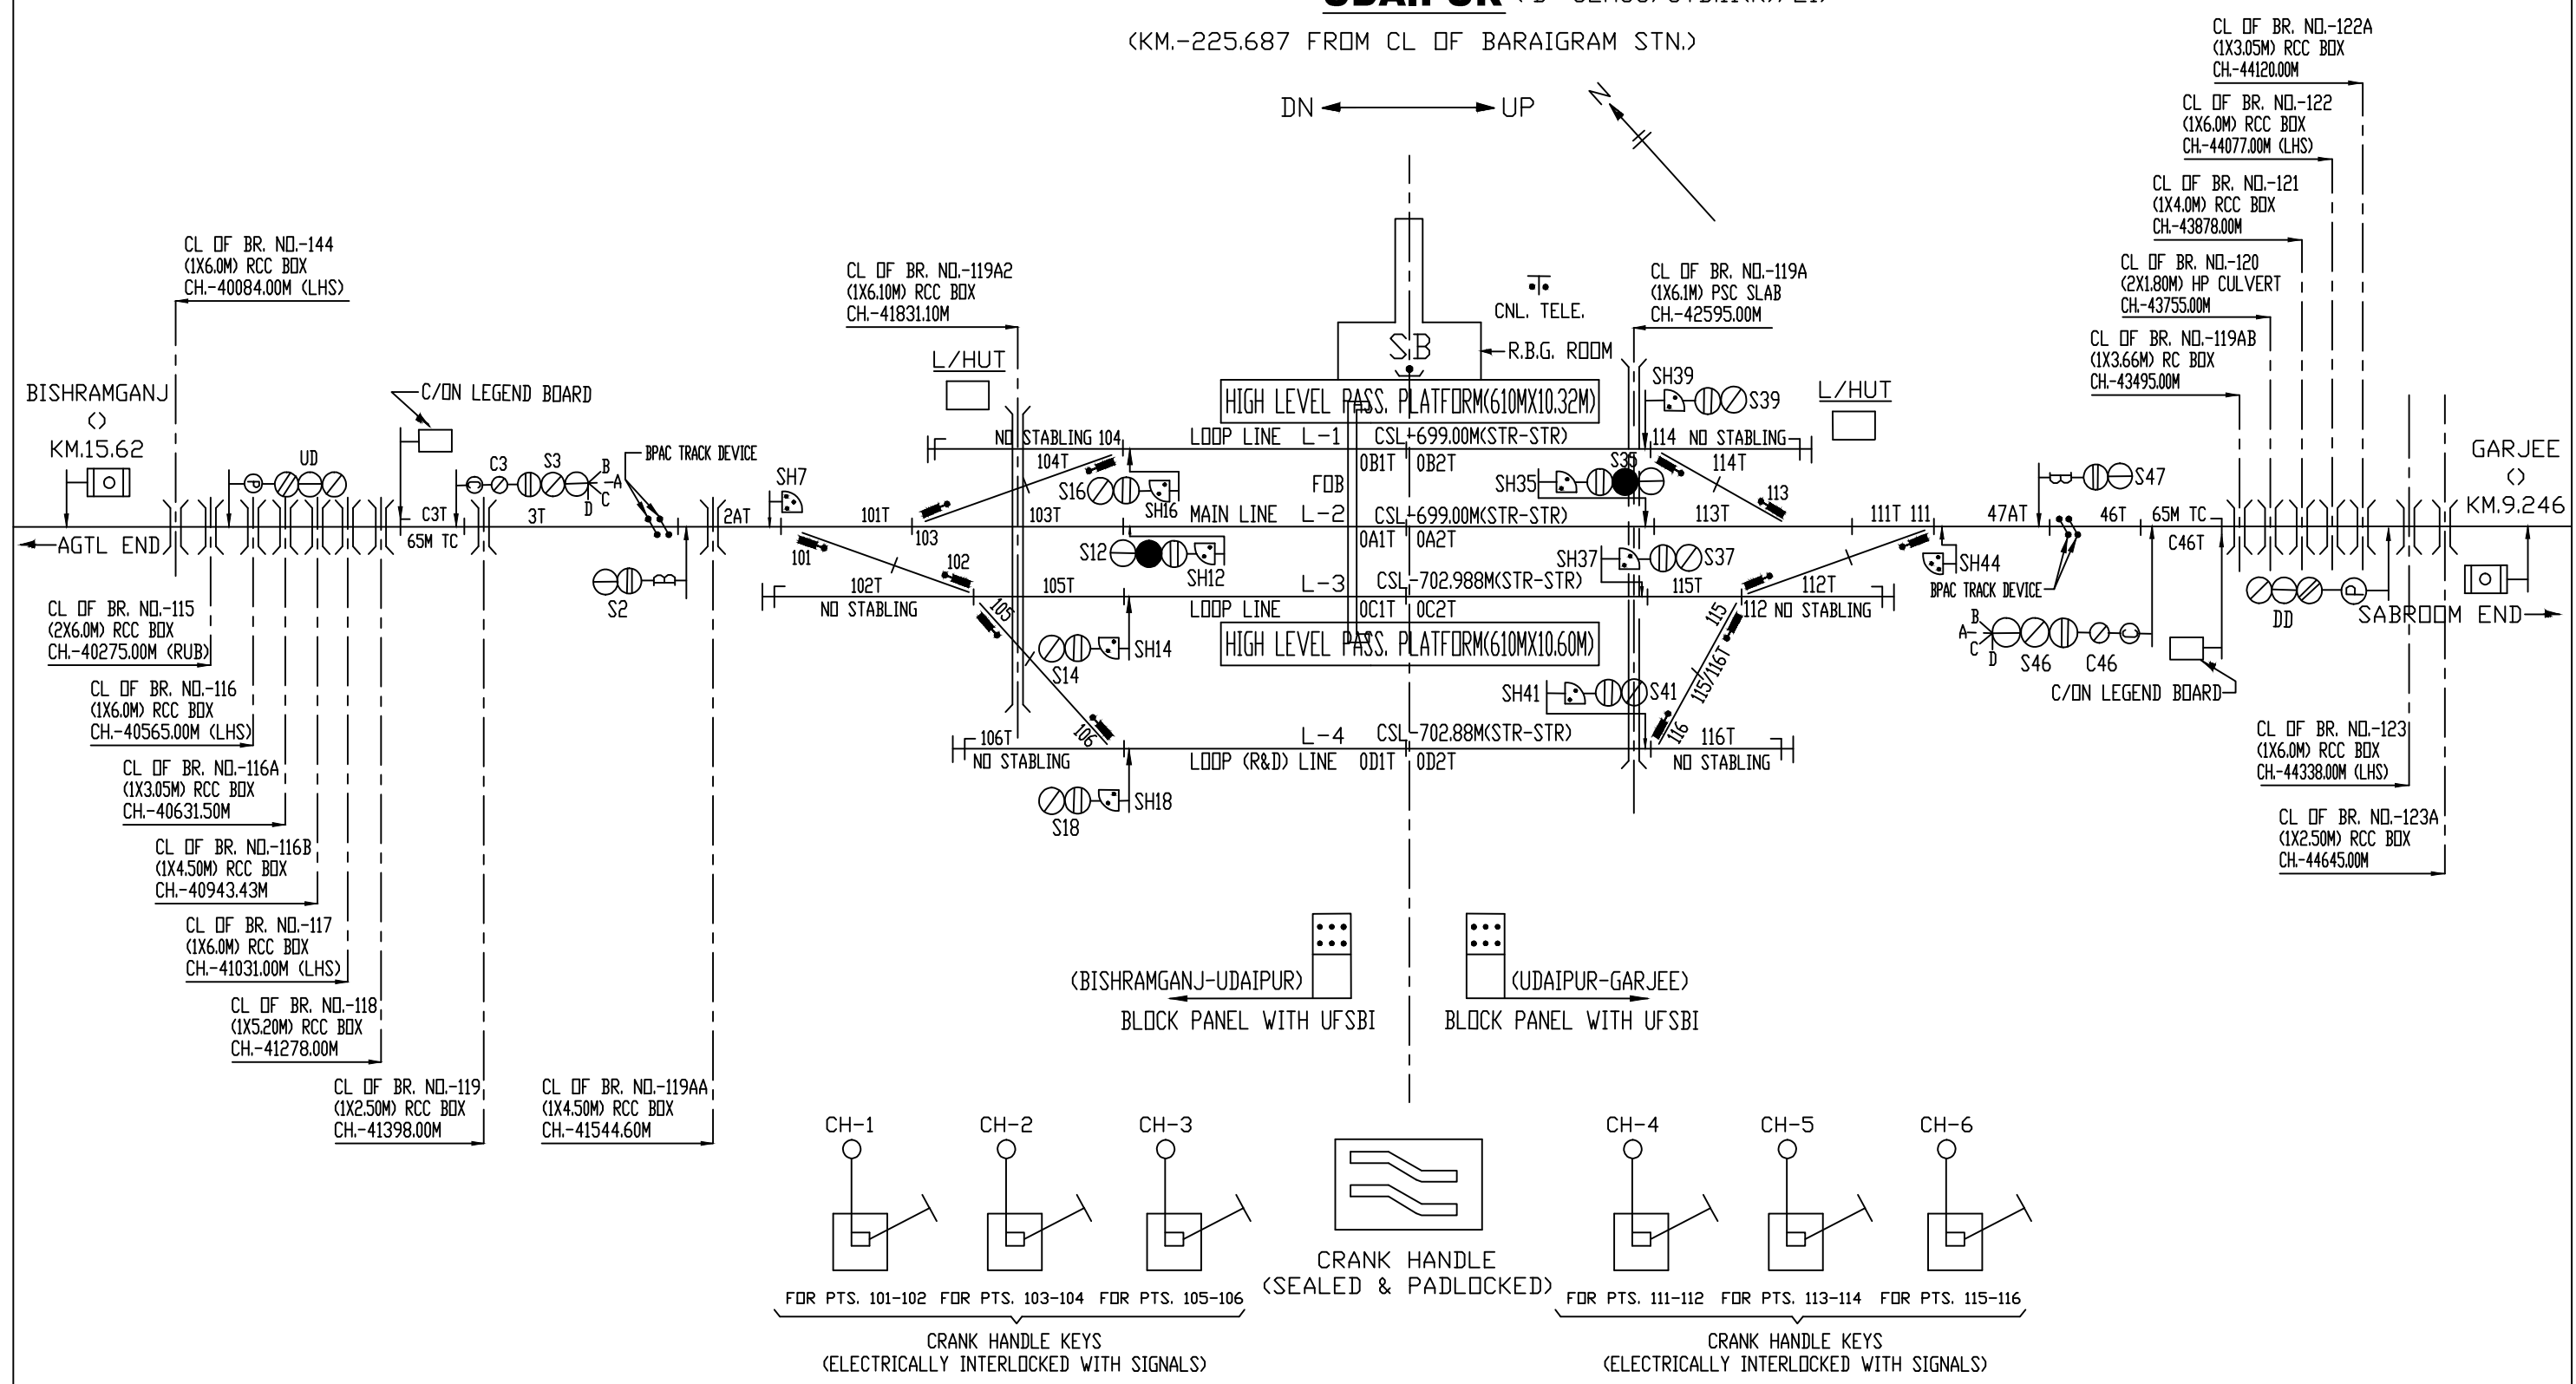 (KM.-225.687 FROM CL OF BARAIGRAM STN.)
DN
UP
N
CL OF BR. NO.-122A
(1X3.05M) RCC BOX
CH.-44120.00M
CL OF BR. NO.-122
(1X6.0M) RCC BOX
CH.-44077.00M (LHS)
CL OF BR. NO.-121
(1X4.0M) RCC BOX
CH.-43878.00M
CL OF BR. NO.-120
(2X1.80M) HP CULVERT
CH.-43755.00M
CL OF BR. NO.-119AB
(1X3.66M) RC BOX
CH.-43495.00M
CL OF BR. NO.-144
(1X6.0M) RCC BOX
CH.-40084.00M (LHS)
CL OF BR. NO.-119A2
(1X6.10M) RCC BOX
CH.-41831.10M
CNL. TELE.
CL OF BR. NO.-119A
(1X6.1M) PSC SLAB
CH.-42595.00M
SB
R.B.G. ROOM
L/HUT
L/HUT
BISHRAMGANJ
()
KM.15.62
C/ON LEGEND BOARD
HIGH LEVEL PASS. PLATFORM(610MX10.32M)
SH39
S39
GARJEE
()
KM.9.246
NO STABLING 104
LOOP LINE L-1 CSL-699.00M(STR-STR)
114 NO STABLING
UD
P
C
C3
S3
B
A
C
D
BPAC TRACK DEVICE
SH7
104T
S16
SH16
FOB
0B1T
0B2T
SH35
S35
114T
113
B
S47
C3T
65M TC
3T
2AT
101T
103T
MAIN LINE L-2 CSL-699.00M(STR-STR)
113T
111T 111
47AT
46T
65M TC
C46T
AGTL END
101
103
S12
SH12
0A1T
0A2T
SH37
S37
SH44
S2
B
102
102T
NO STABLING
105T
L-3 CSL-702.988M(STR-STR)
LOOP LINE
0C1T
0C2T
115T
112T
112 NO STABLING
BPAC TRACK DEVICE
DD
P
SABROOM END
CL OF BR. NO.-115
(2X6.0M) RCC BOX
CH.-40275.00M (RUB)
105
S14
SH14
HIGH LEVEL PASS. PLATFORM(610MX10.60M)
115
115/116T
B
A
C
D
S46
C46
C
C/ON LEGEND BOARD
CL OF BR. NO.-116
(1X6.0M) RCC BOX
CH.-40565.00M (LHS)
SH41
S41
106
106T
NO STABLING
L-4 CSL-702.88M(STR-STR)
LOOP (R&D) LINE
0D1T
0D2T
116
116T
NO STABLING
CL OF BR. NO.-123
(1X6.0M) RCC BOX
CH.-44338.00M (LHS)
CL OF BR. NO.-116A
(1X3.05M) RCC BOX
CH.-40631.50M
S18
SH18
CL OF BR. NO.-123A
(1X2.50M) RCC BOX
CH.-44645.00M
CL OF BR. NO.-116B
(1X4.50M) RCC BOX
CH.-40943.43M
CL OF BR. NO.-117
(1X6.0M) RCC BOX
CH.-41031.00M (LHS)
(BISHRAMGANJ-UDAIPUR)
BLOCK PANEL WITH UFSBI
(UDAIPUR-GARJEE)
BLOCK PANEL WITH UFSBI
CL OF BR. NO.-118
(1X5.20M) RCC BOX
CH.-41278.00M
CL OF BR. NO.-119
(1X2.50M) RCC BOX
CH.-41398.00M
CL OF BR. NO.-119AA
(1X4.50M) RCC BOX
CH.-41544.60M
CH-1
CH-2
CH-3
CH-4
CH-5
CH-6
CRANK HANDLE
(SEALED & PADLOCKED)
FOR PTS. 101-102
FOR PTS. 103-104
FOR PTS. 105-106
FOR PTS. 111-112
FOR PTS. 113-114
FOR PTS. 115-116
CRANK HANDLE KEYS
(ELECTRICALLY INTERLOCKED WITH SIGNALS)
CRANK HANDLE KEYS
(ELECTRICALLY INTERLOCKED WITH SIGNALS)